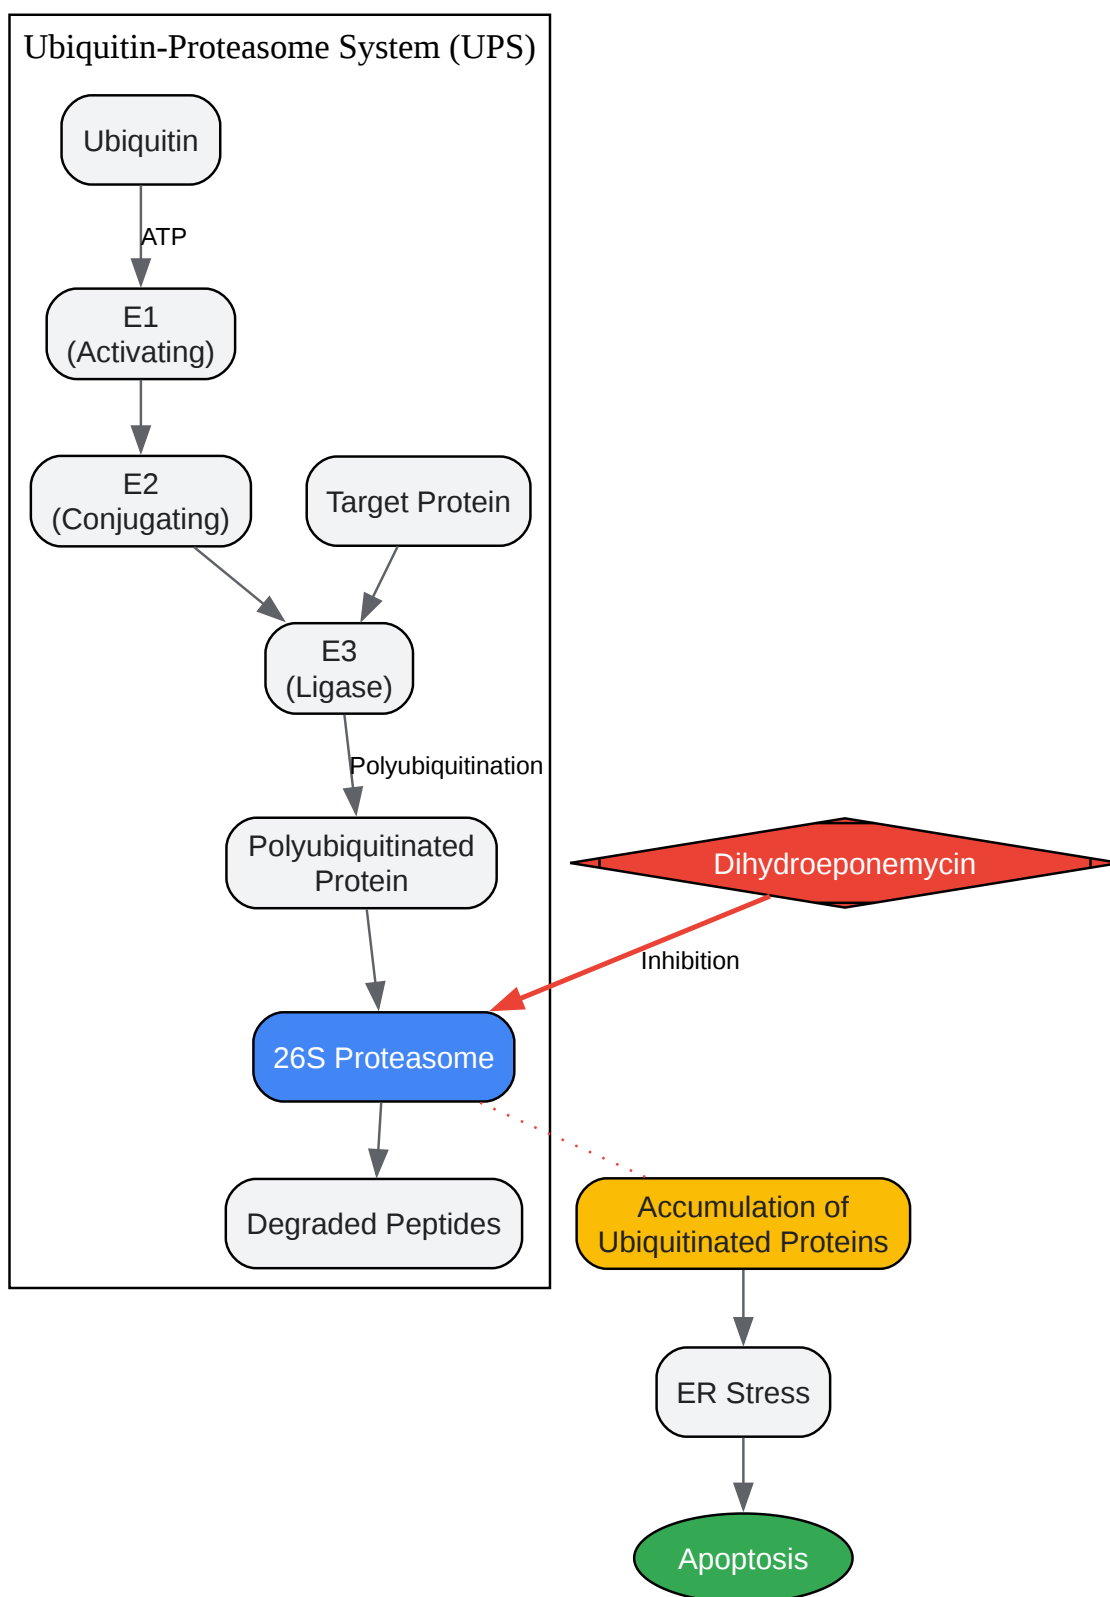 Ubiquitin-Proteasome System (UPS)
Ubiquitin
ATP
E1
(Activating)
E2
(Conjugating)
Target Protein
E3
(Ligase)
Polyubiquitination
Polyubiquitinated
Protein
Dihydroeponemycin
Inhibition
26S Proteasome
Degraded Peptides
Accumulation of
Ubiquitinated Proteins
ER Stress
Apoptosis